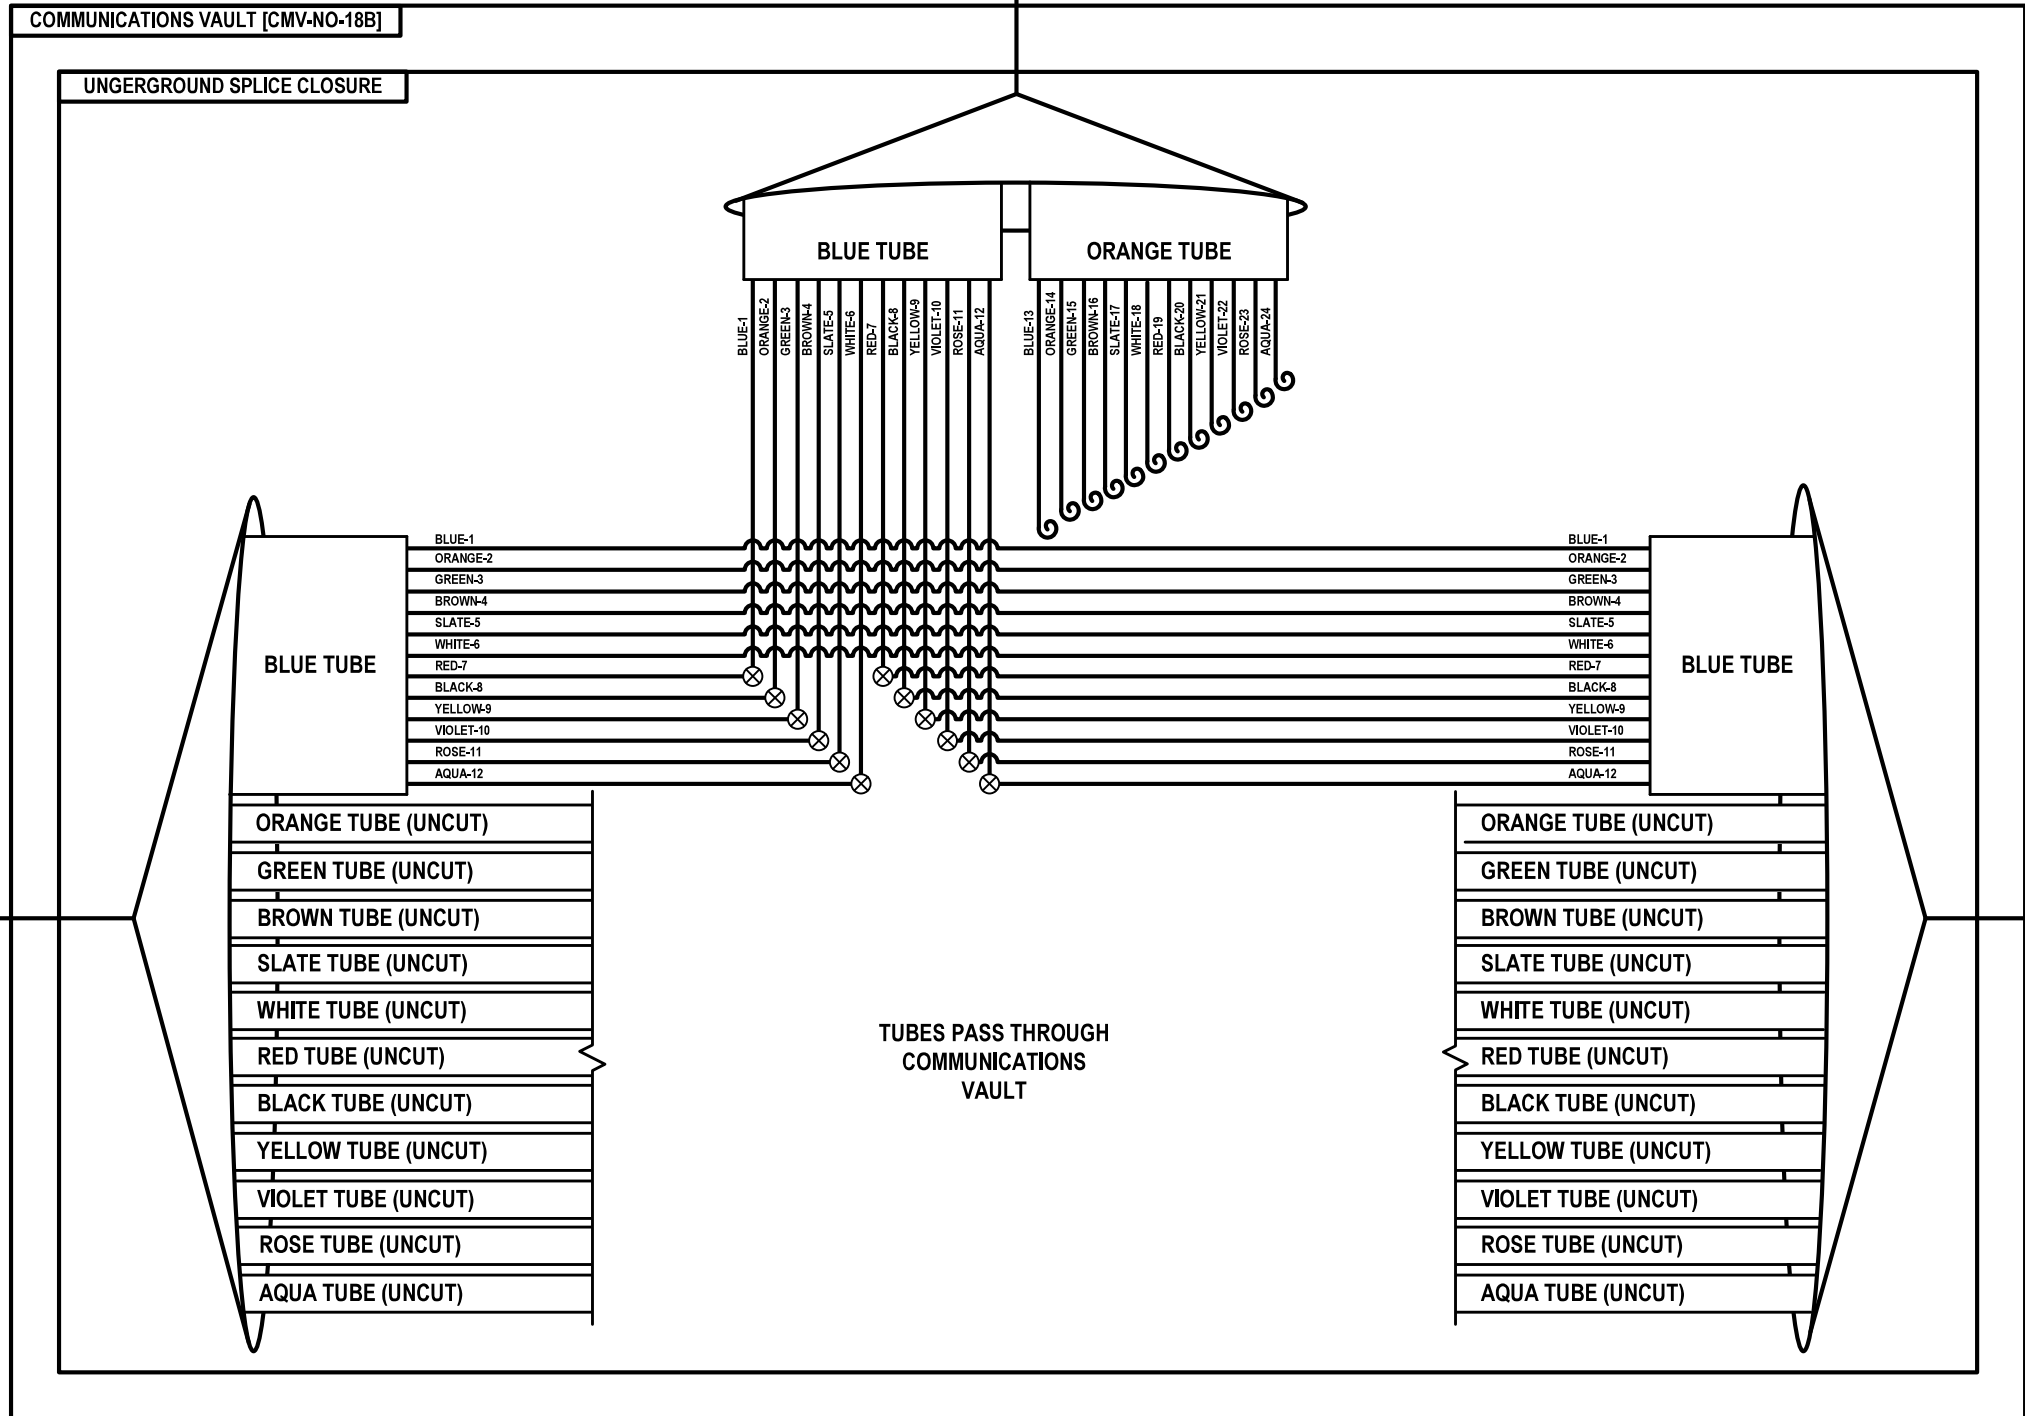 COMMUNICATIONS VAULT [CMV-NO-18B]
UNGERGROUND SPLICE CLOSURE
BLUE TUBE
ORANGE TUBE
BLUE-1
ORANGE-2
GREEN-3
BROWN-4
SLATE-5
WHITE-6
RED-7
BLACK-8
YELLOW-9
VIOLET-10
ROSE-11
AQUA-12
BLUE-13
ORANGE-14
GREEN-15
BROWN-16
SLATE-17
WHITE-18
RED-19
BLACK-20
YELLOW-21
VIOLET-22
ROSE-23
AQUA-24
BLUE TUBE
BLUE-1
ORANGE-2
GREEN-3
BROWN-4
SLATE-5
WHITE-6
RED-7
BLACK-8
YELLOW-9
VIOLET-10
ROSE-11
AQUA-12
BLUE-1
ORANGE-2
GREEN-3
BROWN-4
SLATE-5
WHITE-6
RED-7
BLACK-8
YELLOW-9
VIOLET-10
ROSE-11
AQUA-12
BLUE TUBE
ORANGE TUBE (UNCUT)
GREEN TUBE (UNCUT)
BROWN TUBE (UNCUT)
SLATE TUBE (UNCUT)
WHITE TUBE (UNCUT)
RED TUBE (UNCUT)
BLACK TUBE (UNCUT)
YELLOW TUBE (UNCUT)
VIOLET TUBE (UNCUT)
ROSE TUBE (UNCUT)
AQUA TUBE (UNCUT)
TUBES PASS THROUGH
COMMUNICATIONS
VAULT
ORANGE TUBE (UNCUT)
GREEN TUBE (UNCUT)
BROWN TUBE (UNCUT)
SLATE TUBE (UNCUT)
WHITE TUBE (UNCUT)
RED TUBE (UNCUT)
BLACK TUBE (UNCUT)
YELLOW TUBE (UNCUT)
VIOLET TUBE (UNCUT)
ROSE TUBE (UNCUT)
AQUA TUBE (UNCUT)